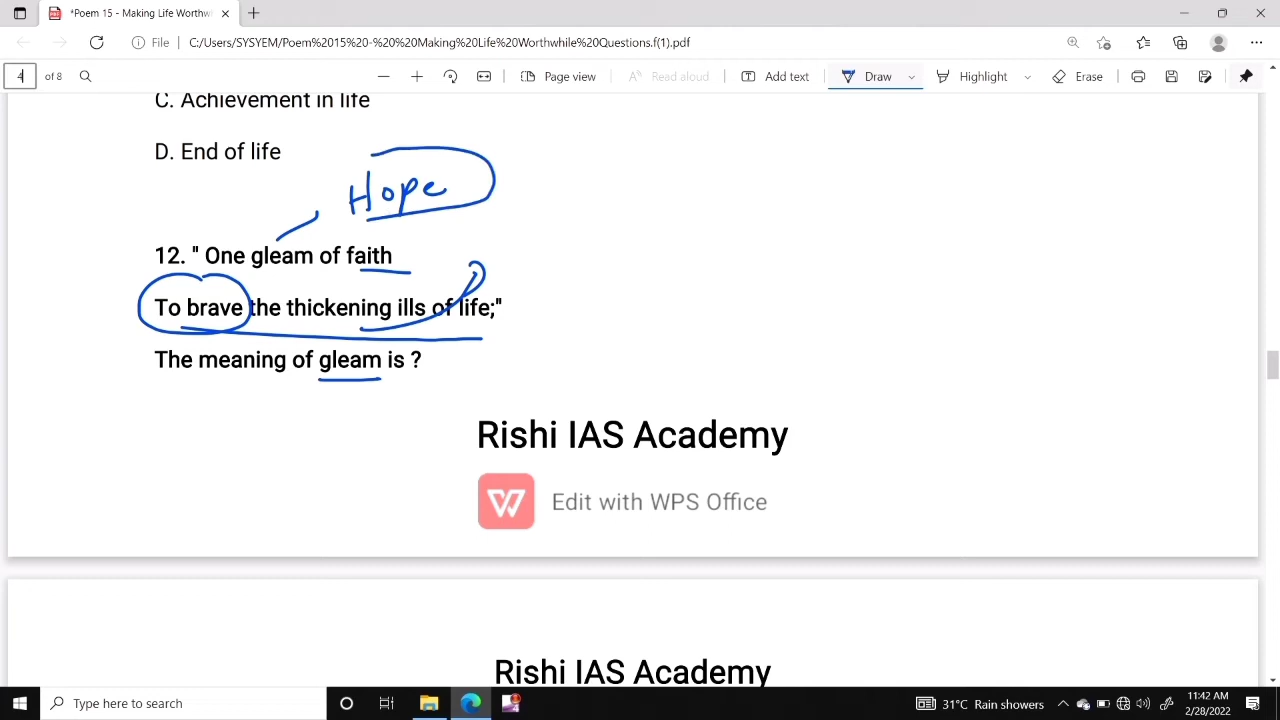 *Poem 15 - Making Life Worthwh
File
C:/Users/SYSYEM/Poem%2015%20-%20%20Making%20Life%20Worthwhile%20Questions.f(1).pdf
4 of 8
Page view
Read aloud
Add text
Draw
Highlight
Erase
C. Achievement in life
D. End of life
Hope
12. " One gleam of faith
To brave the thickening ills of life;"
The meaning of gleam is ?
Rishi IAS Academy
Edit with WPS Office
Rishi IAS Academy
Type here to search
31°C Rain showers
11:42 AM
2/28/2022